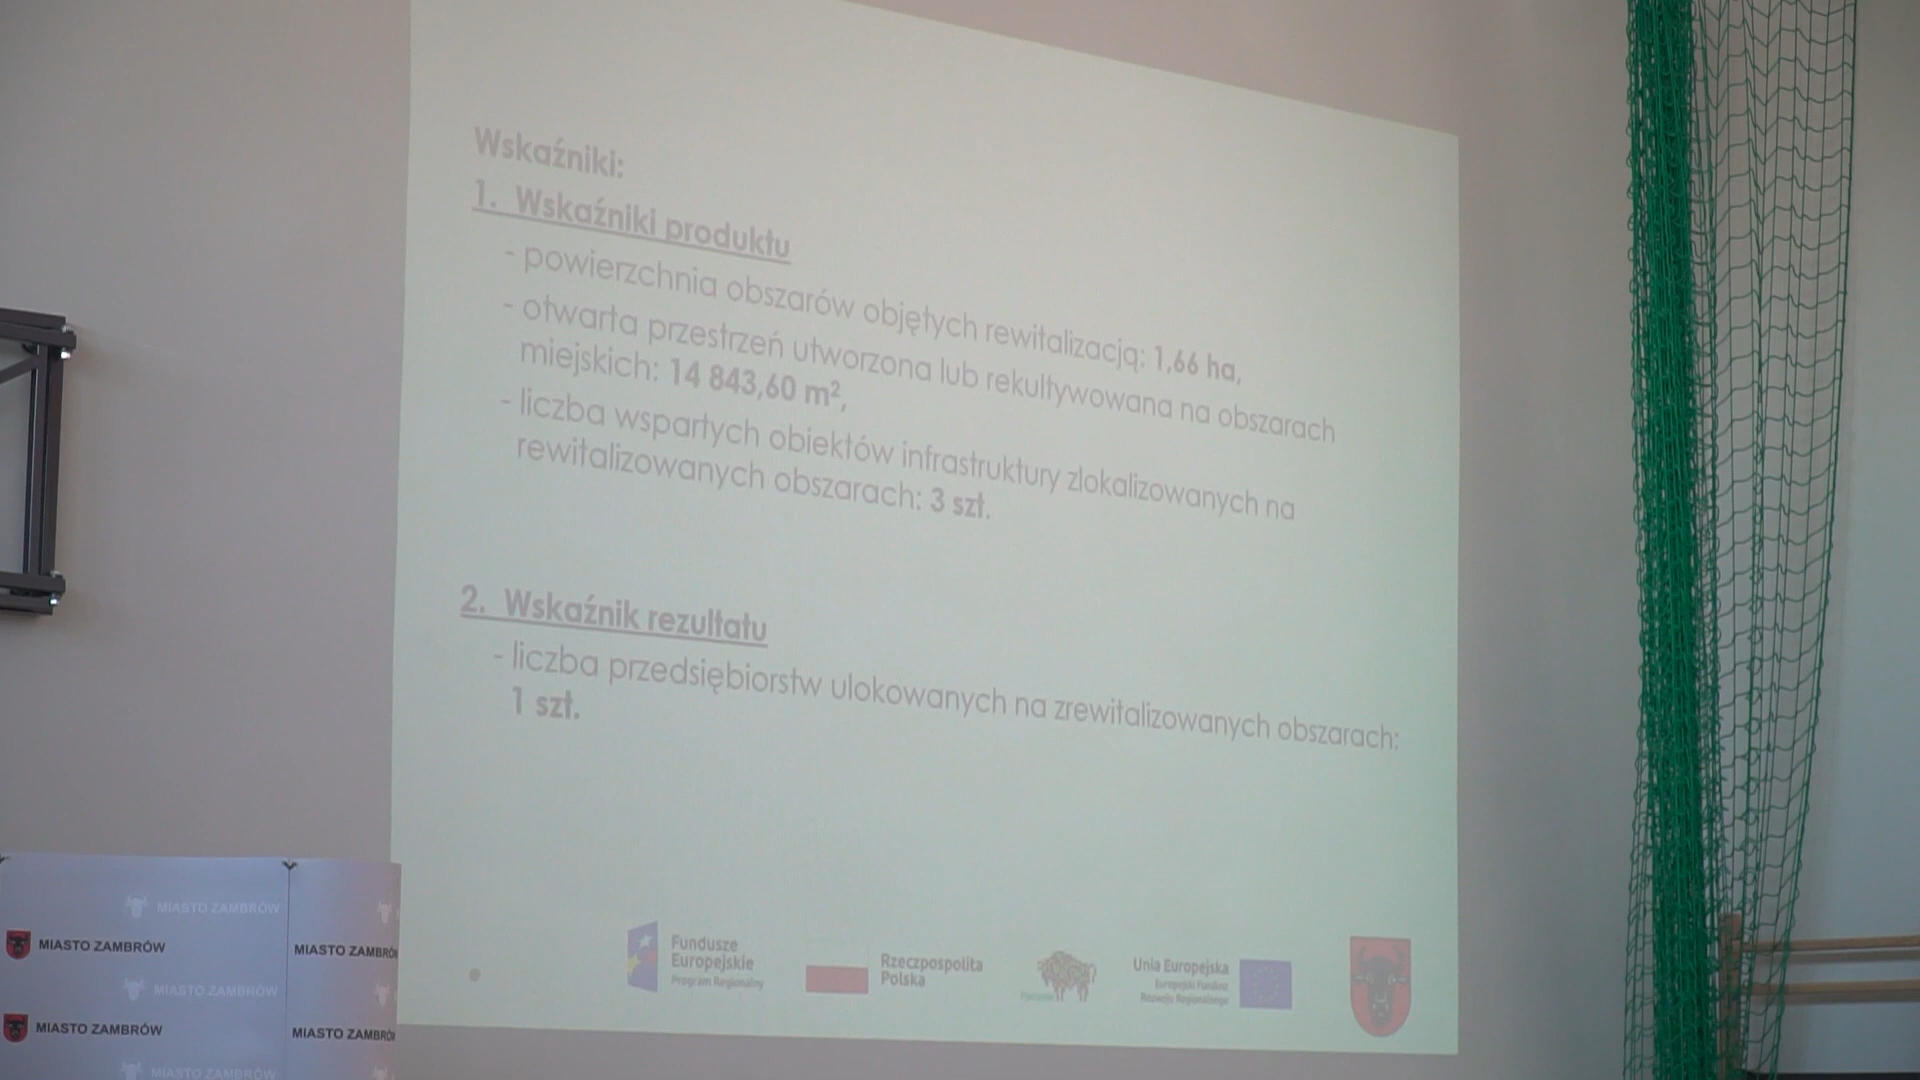 Wskaźniki:
1. Wskaźniki produktu
- powierzchnia obszarów objętych rewitalizacją: 1,66 ha,
- otwarta przestrzeń utworzona lub rekultywowana na obszarach
miejskich: 14 843,60 m²,
- liczba wspartych obiektów infrastruktury zlokalizowanych na
rewitalizowanych obszarach: 3 szt.
2. Wskaźnik rezultatu
- liczba przedsiębiorstw ulokowanych na zrewitalizowanych obszarach:
1 szt.
Fundusze
Europejskie
Program Regionalny
Rzeczpospolita
Polska
Unia Europejska
Europejski Fundusz
Rozwoju Regionalnego
MIASTO ZAMBRÓW
MIASTO ZAMBRÓW
MIASTO ZAMBRÓ
MIASTO ZAMBRÓW
MIASTO ZAMBRÓW
MIASTO ZAMBRÓ
MIASTO ZAMBRÓW